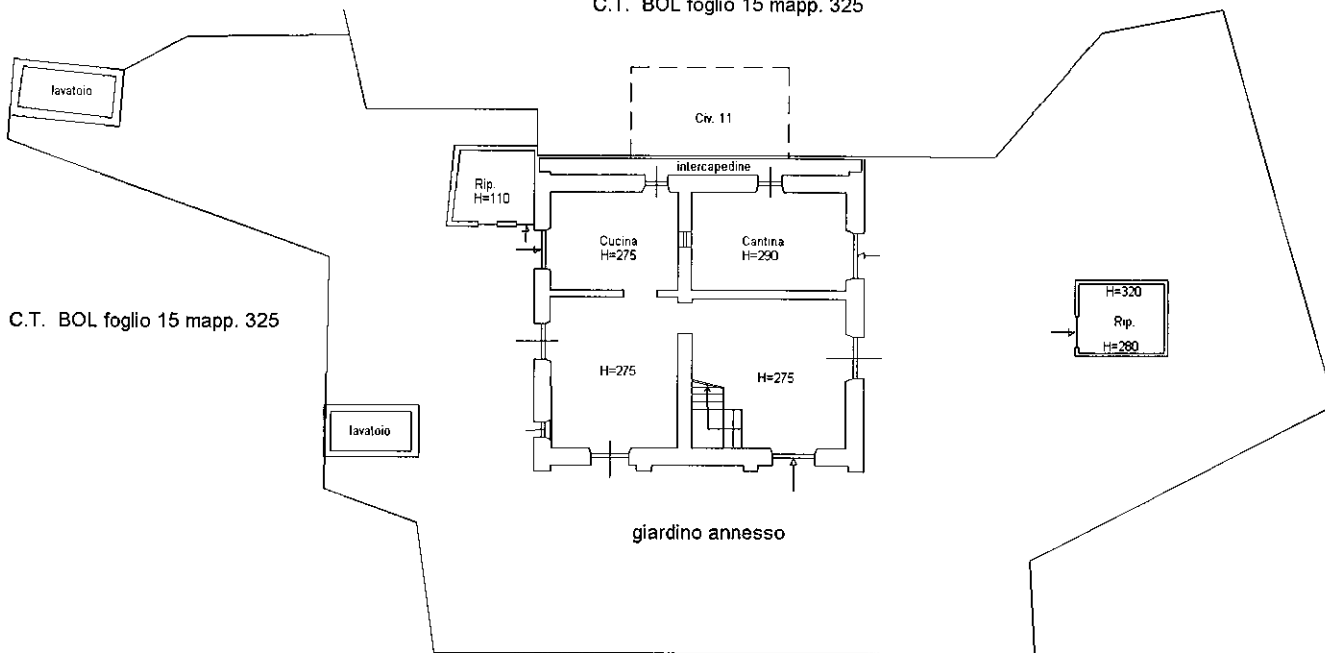 C.T. BOL foglio 15 mapp. 325
lavatoio
Civ. 11
intercapedine
Rip.
H=110
Cucina
H=275
Cantina
H=290
H=320
Rip.
H=280
C.T. BOL foglio 15 mapp. 325
H=275
H=275
lavatoio
giardino annesso